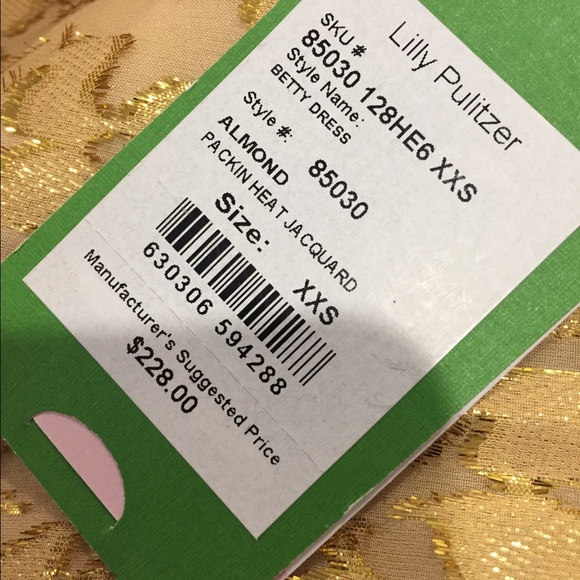 Lilly Pulitzer
SKU #
85030 128HE6 XXS
Style Name:
BETTY DRESS
Style #: 85030
ALMOND
PACKIN HEAT JACQUARD
Size: XXS
630306 594288
Manufacturer's Suggested Price
$228.00